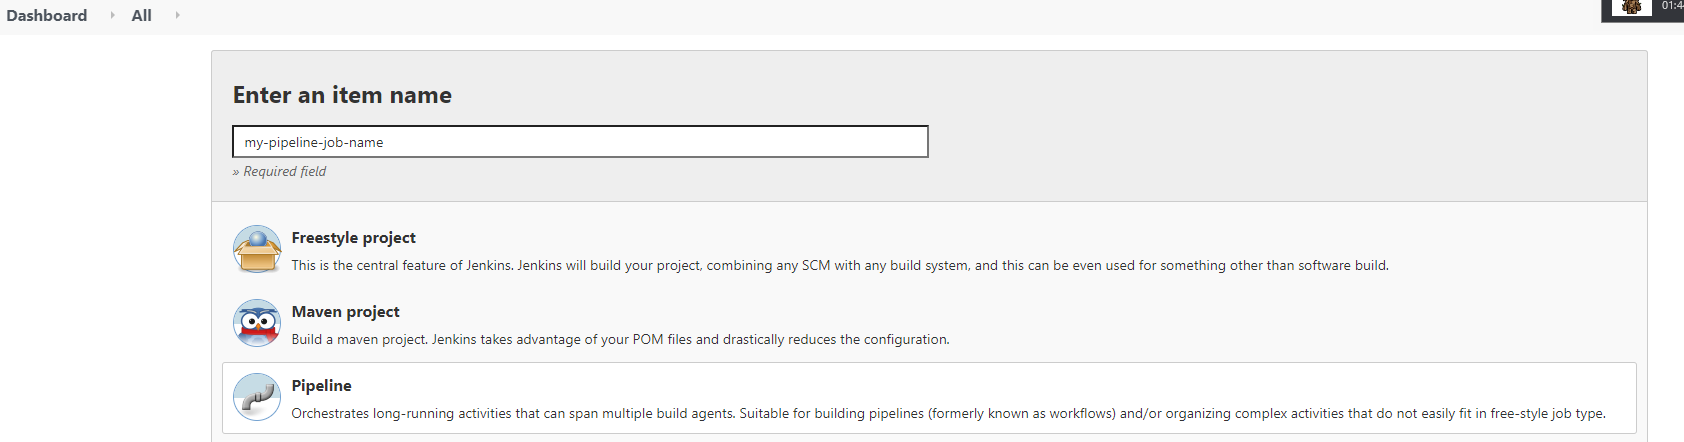 Dashboard All
01:4
Enter an item name
my-pipeline-job-name
» Required field
Freestyle project
This is the central feature of Jenkins. Jenkins will build your project, combining any SCM with any build system, and this can be even used for something other than software build.
Maven project
Build a maven project. Jenkins takes advantage of your POM files and drastically reduces the configuration.
Pipeline
Orchestrates long-running activities that can span multiple build agents. Suitable for building pipelines (formerly known as workflows) and/or organizing complex activities that do not easily fit in free-style job type.